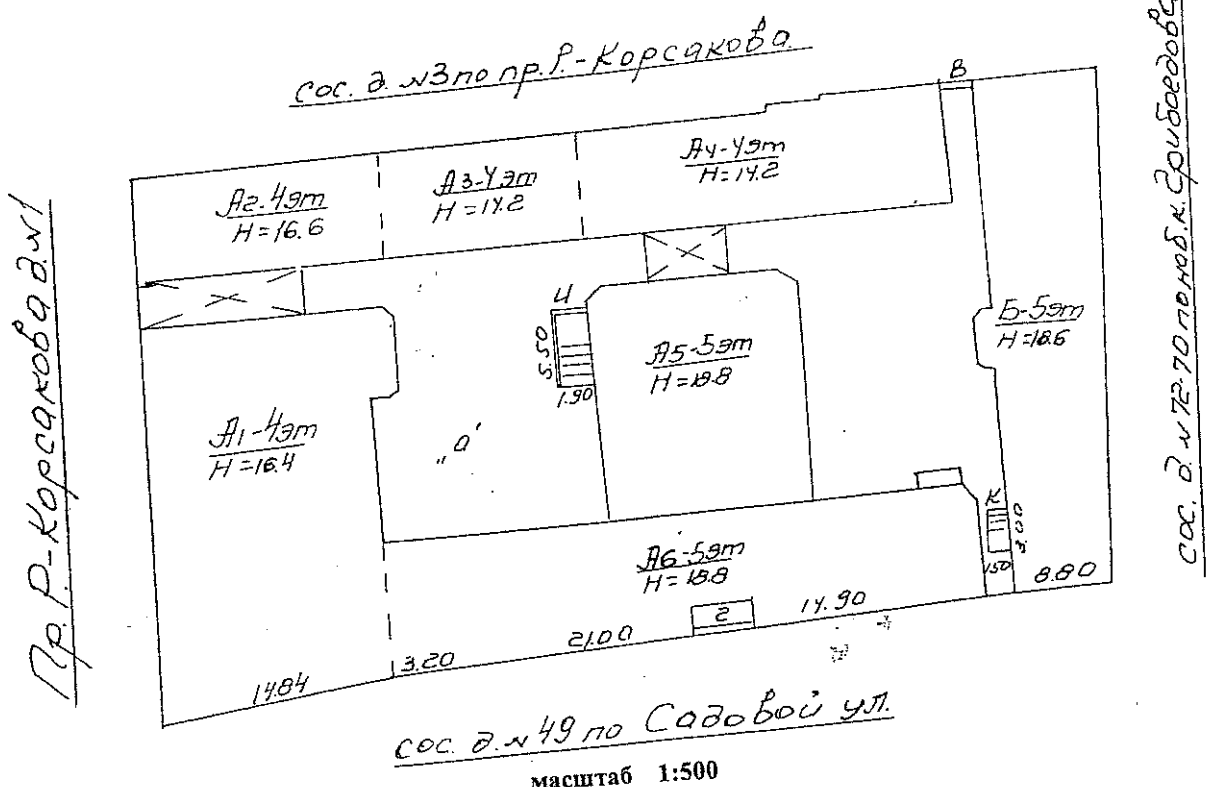 сос. д. №3 по пр. Р.-Корсакова
В
А2-4эт
Н=16.6
А3-4эт
Н=14.2
А4-4эт
Н=14.2
Пр. Р.-Корсакова д.№1
сос. д. №72-70 по наб. к. Грибоедова
И
5.50
1.90
А5-5эт
Н=18.8
Б-5эт
Н=18.6
А1-4эт
Н=16.4
„а"
К
3.00
1.50
8.80
А6-5эт
Н=18.8
Г
14.90
21.00
3.20
14.84
сос. д. №49 по Садовой ул.
масштаб 1:500